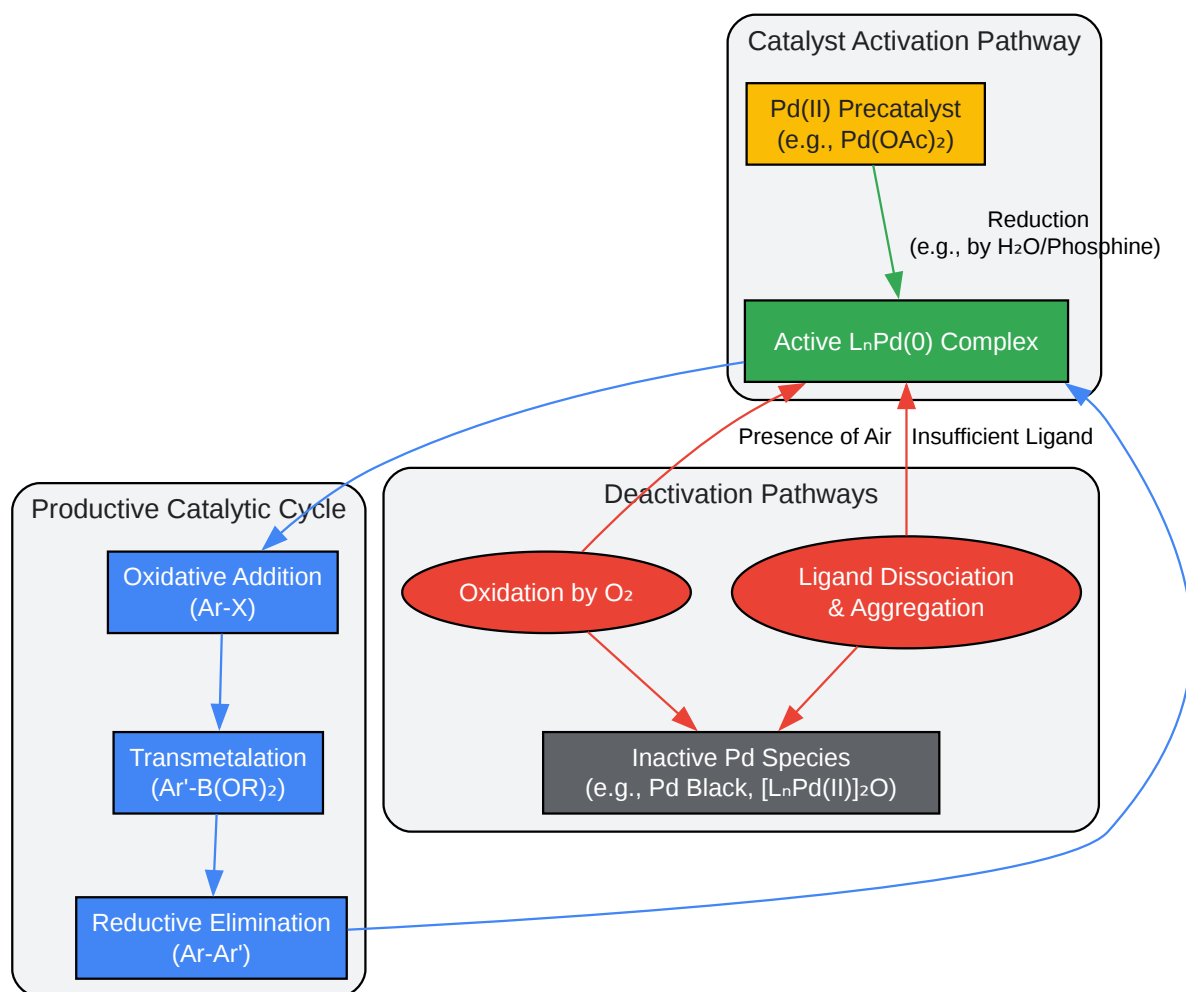 Catalyst Activation Pathway
Pd(II) Precatalyst
(e.g., Pd(OAc)₂)
Reduction
(e.g., by H₂O/Phosphine)
Active LₙPd(0) Complex
Presence of Air
Insufficient Ligand
Productive Catalytic Cycle
Oxidative Addition
(Ar-X)
Transmetalation
(Ar'-B(OR)₂)
Reductive Elimination
(Ar-Ar')
Deactivation Pathways
Oxidation by O₂
Ligand Dissociation
& Aggregation
Inactive Pd Species
(e.g., Pd Black, [LₙPd(II)]₂O)